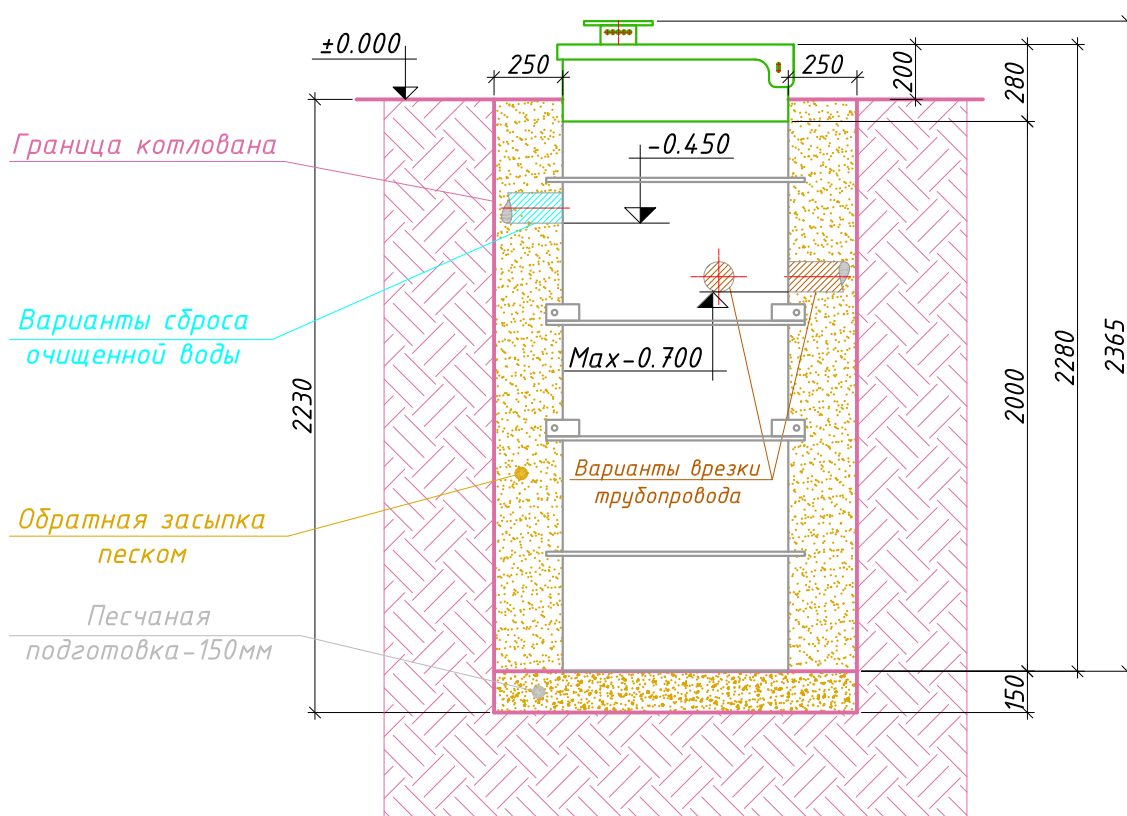 ±0.000
250
250
200
280
Граница котлована
-0.450
Варианты сброса
очищенной воды
Max-0.700
2230
2000
2280
2365
Варианты врезки
трубопровода
Обратная засыпка
песком
Песчаная
подготовка-150мм
150